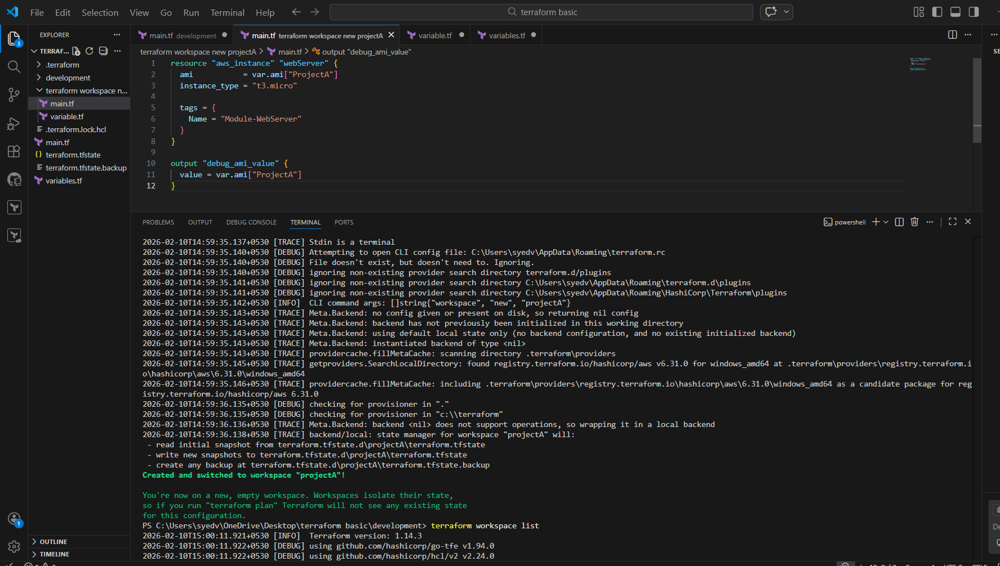 File Edit Selection View Go Run Terminal Help
terraform basic
EXPLORER
TERRAF...
.terraform
development
terraform workspace n...
main.tf
variable.tf
.terraform.lock.hcl
main.tf
terraform.tfstate
terraform.tfstate.backup
variables.tf
OUTLINE
TIMELINE
3
1
main.tf development
main.tf terraform workspace new projectA
variable.tf
variables.tf
terraform workspace new projectA > main.tf > output "debug_ami_value"
1 resource "aws_instance" "webServer" {
2 ami = var.ami["ProjectA"]
3 instance_type = "t3.micro"
4
5 tags = {
6 Name = "Module-WebServer"
7 }
8 }
9
10 output "debug_ami_value" {
11 value = var.ami["ProjectA"]
12 }
PROBLEMS OUTPUT DEBUG CONSOLE TERMINAL PORTS
powershell
2026-02-10T14:59:35.137+0530 [TRACE] Stdin is a terminal
2026-02-10T14:59:35.140+0530 [DEBUG] Attempting to open CLI config file: C:\Users\syedv\AppData\Roaming\terraform.rc
2026-02-10T14:59:35.140+0530 [DEBUG] File doesn't exist, but doesn't need to. Ignoring.
2026-02-10T14:59:35.140+0530 [DEBUG] ignoring non-existing provider search directory terraform.d/plugins
2026-02-10T14:59:35.141+0530 [DEBUG] ignoring non-existing provider search directory C:\Users\syedv\AppData\Roaming\terraform.d\plugins
2026-02-10T14:59:35.141+0530 [DEBUG] ignoring non-existing provider search directory C:\Users\syedv\AppData\Roaming\HashiCorp\Terraform\plugins
2026-02-10T14:59:35.142+0530 [INFO]  CLI command args: []string{"workspace", "new", "projectA"}
2026-02-10T14:59:35.143+0530 [TRACE] Meta.Backend: no config given or present on disk, so returning nil config
2026-02-10T14:59:35.143+0530 [TRACE] Meta.Backend: backend has not previously been initialized in this working directory
2026-02-10T14:59:35.143+0530 [TRACE] Meta.Backend: using default local state only (no backend configuration, and no existing initialized backend)
2026-02-10T14:59:35.143+0530 [TRACE] Meta.Backend: instantiated backend of type <nil>
2026-02-10T14:59:35.143+0530 [TRACE] providercache.fillMetaCache: scanning directory .terraform\providers
2026-02-10T14:59:35.145+0530 [TRACE] getproviders.SearchLocalDirectory: found registry.terraform.io/hashicorp/aws v6.31.0 for windows_amd64 at .terraform\providers\registry.terraform.i
o\hashicorp\aws\6.31.0\windows_amd64
2026-02-10T14:59:35.146+0530 [TRACE] providercache.fillMetaCache: including .terraform\providers\registry.terraform.io\hashicorp\aws\6.31.0\windows_amd64 as a candidate package for reg
istry.terraform.io/hashicorp/aws 6.31.0
2026-02-10T14:59:36.135+0530 [DEBUG] checking for provisioner in "."
2026-02-10T14:59:36.135+0530 [DEBUG] checking for provisioner in "c:\\terraform"
2026-02-10T14:59:36.136+0530 [TRACE] Meta.Backend: backend <nil> does not support operations, so wrapping it in a local backend
2026-02-10T14:59:36.138+0530 [TRACE] backend/local: state manager for workspace "projectA" will:
- read initial snapshot from terraform.tfstate.d\projectA\terraform.tfstate
- write new snapshots to terraform.tfstate.d\projectA\terraform.tfstate
- create any backup at terraform.tfstate.d\projectA\terraform.tfstate.backup
Created and switched to workspace "projectA"!
You're now on a new, empty workspace. Workspaces isolate their state,
so if you run "terraform plan" Terraform will not see any existing state
for this configuration.
PS C:\Users\syedv\OneDrive\Desktop\terraform basic\development> terraform workspace list
2026-02-10T15:00:11.921+0530 [INFO]  Terraform version: 1.14.3
2026-02-10T15:00:11.922+0530 [DEBUG] using github.com/hashicorp/go-tfe v1.94.0
2026-02-10T15:00:11.922+0530 [DEBUG] using github.com/hashicorp/hcl/v2 v2.24.0